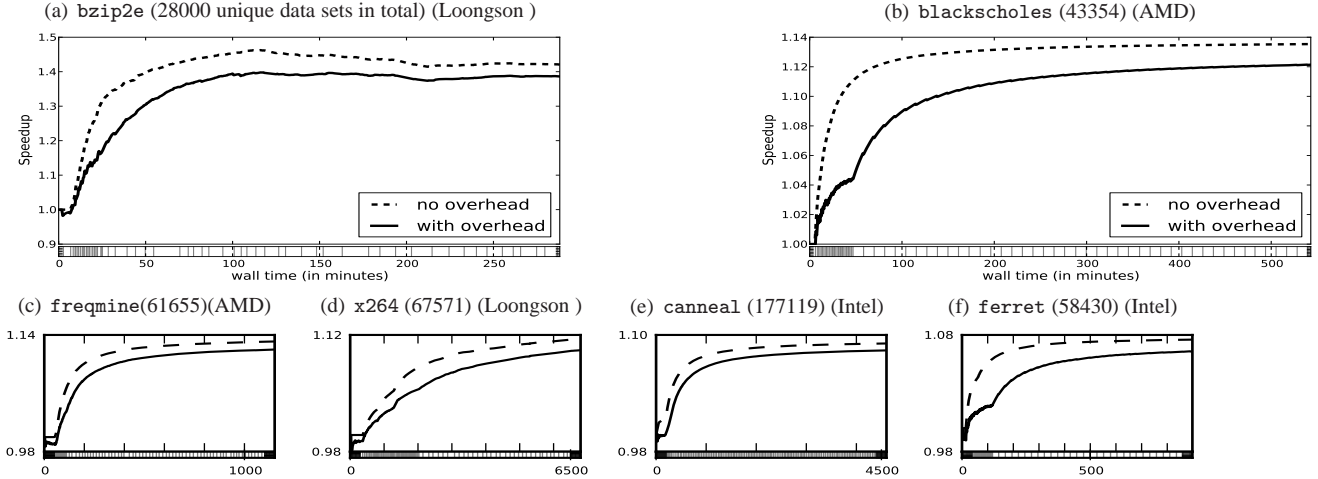 (a) bzip2e (28000 unique data sets in total) (Loongson )
1.5
1.4
1.3
1.2
1.1
1.0
0.9
Speedup
no overhead
with overhead
0 50 100 150 200 250
wall time (in minutes)
(b) blackscholes (43354) (AMD)
1.14
1.12
1.10
1.08
1.06
1.04
1.02
1.00
Speedup
no overhead
with overhead
0 100 200 300 400 500
wall time (in minutes)
(c) freqmine(61655)(AMD)
1.14
0.98
0 1000
(d) x264 (67571) (Loongson )
1.12
0.98
0 6500
(e) canneal (177119) (Intel)
1.10
0.98
0 4500
(f) ferret (58430) (Intel)
1.08
0.98
0 500